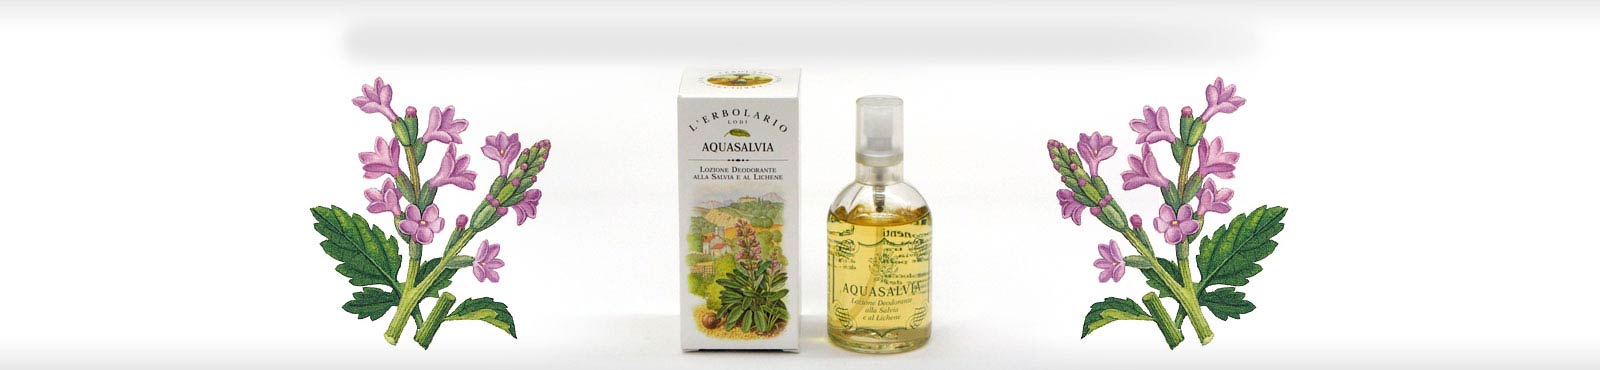 L'ERBOLARIO
LODI
AQUASALVIA
LOZIONE DEODORANTE
ALLA SALVIA E AL LICHENE
AQUASALVIA
Lozione Deodorante
alla Salvia
e al Lichene